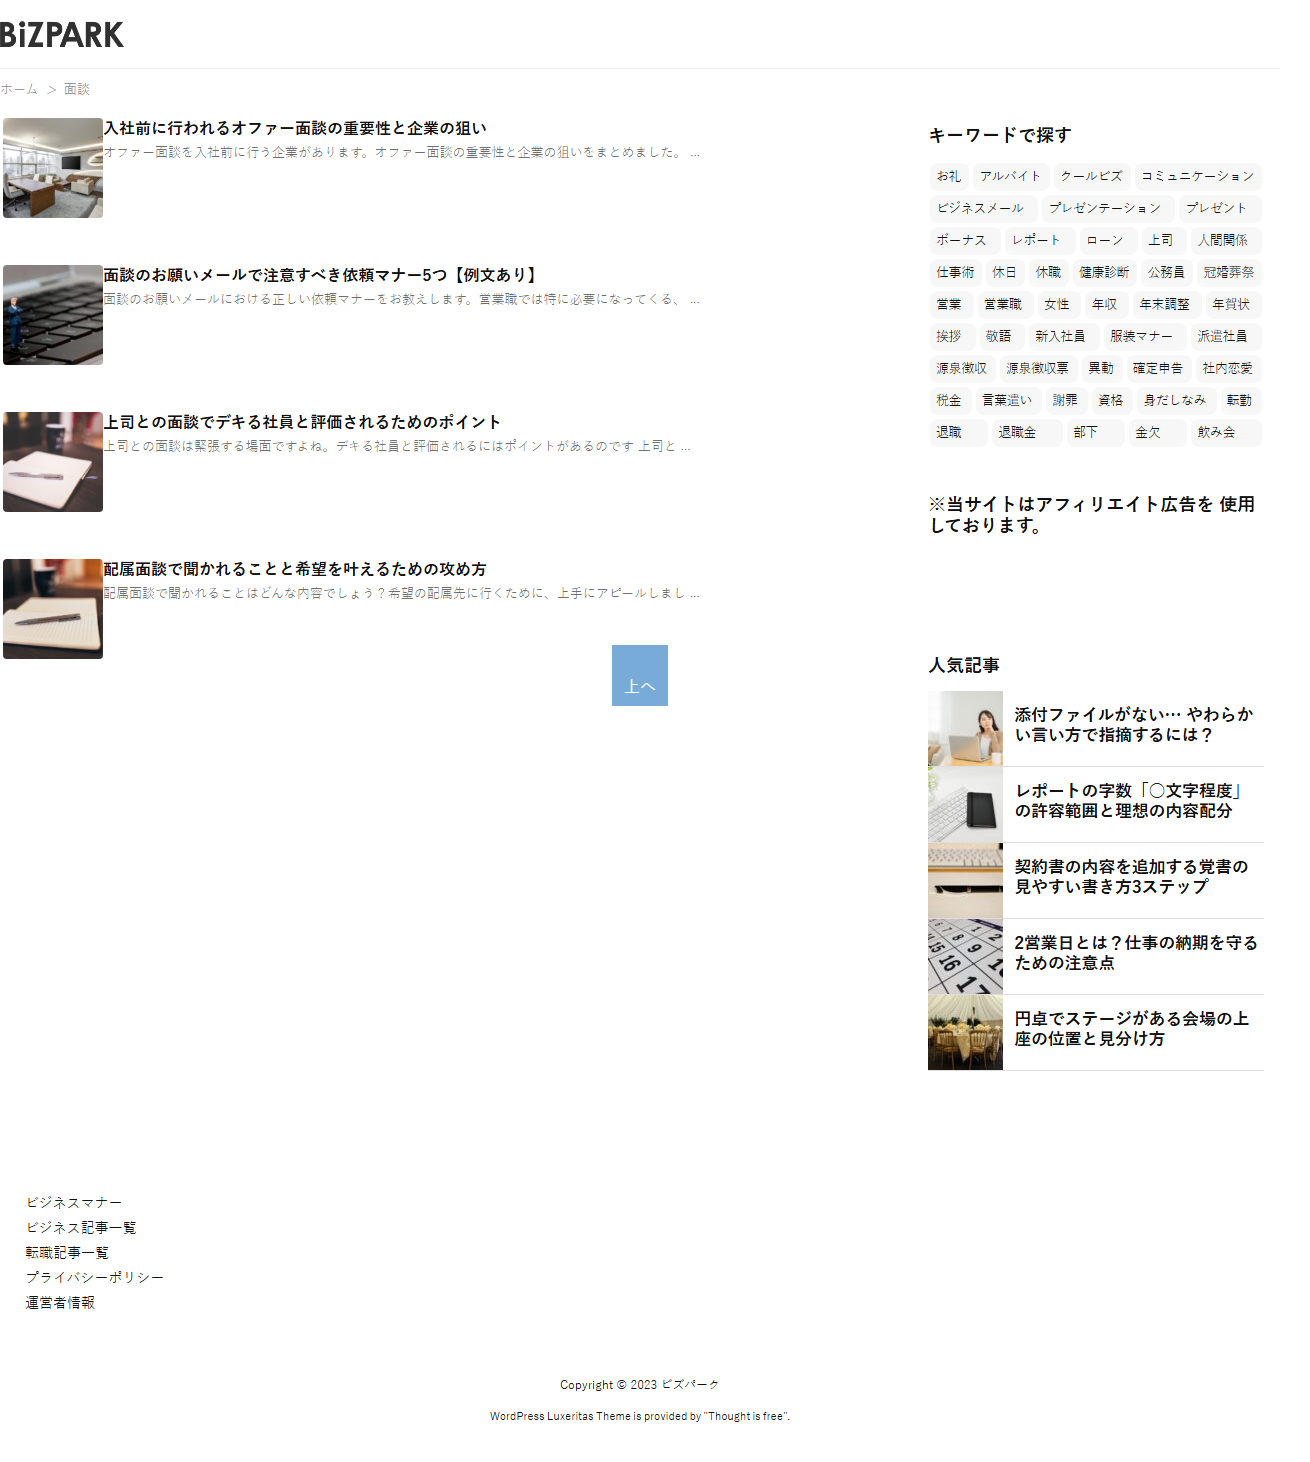 BiZPARK
ホーム ＞ 面談
入社前に行われるオファー面談の重要性と企業の狙い
オファー面談を入社前に行う企業があります。オファー面談の重要性と企業の狙いをまとめました。 ...
面談のお願いメールで注意すべき依頼マナー5つ【例文あり】
面談のお願いメールにおける正しい依頼マナーをお教えします。営業職では特に必要になってくる、 ...
上司との面談でデキる社員と評価されるためのポイント
上司との面談は緊張する場面ですよね。デキる社員と評価されるにはポイントがあるのです 上司と ...
配属面談で聞かれることと希望を叶えるための攻め方
配属面談で聞かれることはどんな内容でしょう？希望の配属先に行くために、上手にアピールしまし ...
上へ
キーワードで探す
お礼 アルバイト クールビズ コミュニケーション
ビジネスメール プレゼンテーション プレゼント
ボーナス レポート ローン 上司 人間関係
仕事術 休日 休職 健康診断 公務員 冠婚葬祭
営業 営業職 女性 年収 年末調整 年賀状
挨拶 敬語 新入社員 服装マナー 派遣社員
源泉徴収 源泉徴収票 異動 確定申告 社内恋愛
税金 言葉遣い 謝罪 資格 身だしなみ 転勤
退職 退職金 部下 金欠 飲み会
※当サイトはアフィリエイト広告を 使用
しております。
人気記事
添付ファイルがない… やわらか
い言い方で指摘するには？
レポートの字数「〇文字程度」
の許容範囲と理想の内容配分
契約書の内容を追加する覚書の
見やすい書き方3ステップ
2営業日とは？仕事の納期を守る
ための注意点
円卓でステージがある会場の上
座の位置と見分け方
ビジネスマナー
ビジネス記事一覧
転職記事一覧
プライバシーポリシー
運営者情報
Copyright © 2023 ビズパーク
WordPress Luxeritas Theme is provided by "Thought is free".